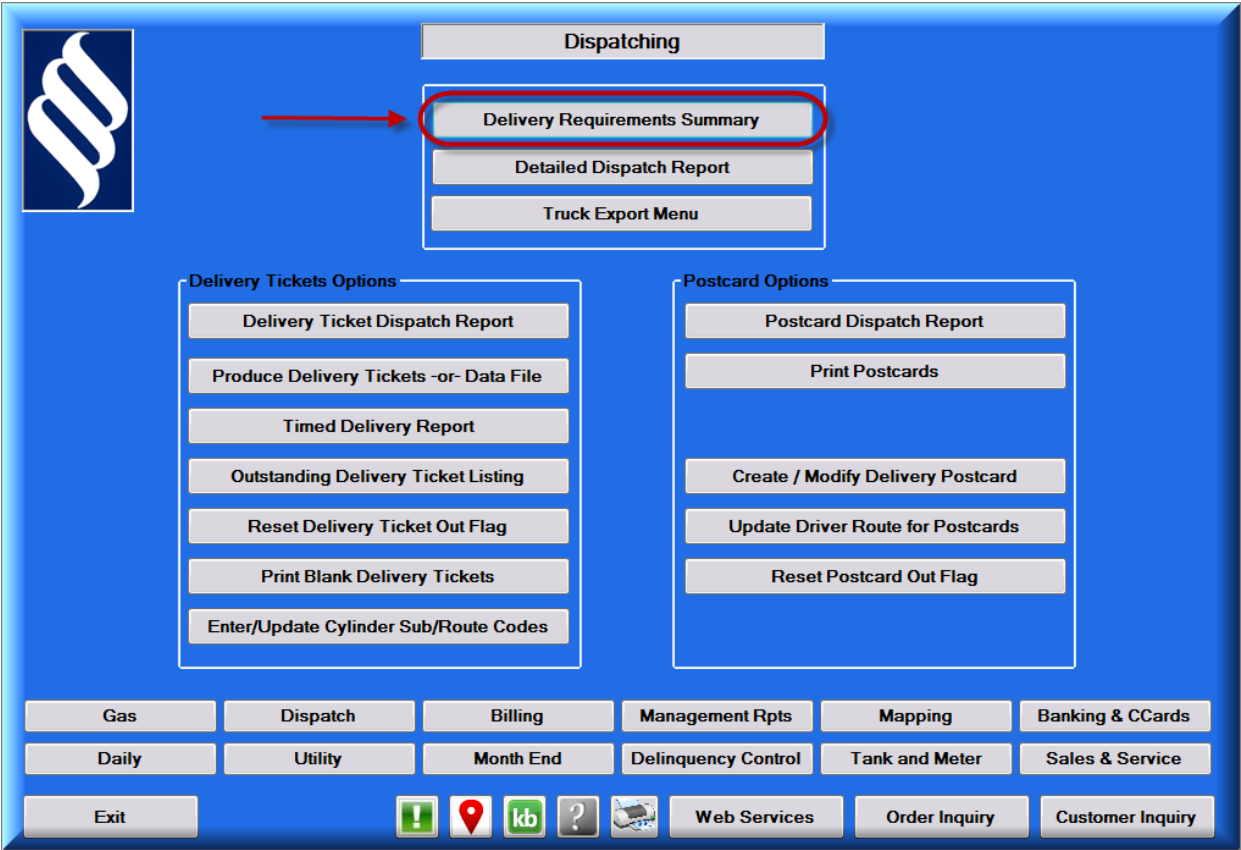 Dispatching
Delivery Requirements Summary
Detailed Dispatch Report
Truck Export Menu
Delivery Tickets Options
Delivery Ticket Dispatch Report
Produce Delivery Tickets -or- Data File
Timed Delivery Report
Outstanding Delivery Ticket Listing
Reset Delivery Ticket Out Flag
Print Blank Delivery Tickets
Enter/Update Cylinder Sub/Route Codes
Postcard Options
Postcard Dispatch Report
Print Postcards
Create / Modify Delivery Postcard
Update Driver Route for Postcards
Reset Postcard Out Flag
Gas Dispatch Billing Management Rpts Mapping Banking & CCards
Daily Utility Month End Delinquency Control Tank and Meter Sales & Service
Exit ! kb ? Web Services Order Inquiry Customer Inquiry